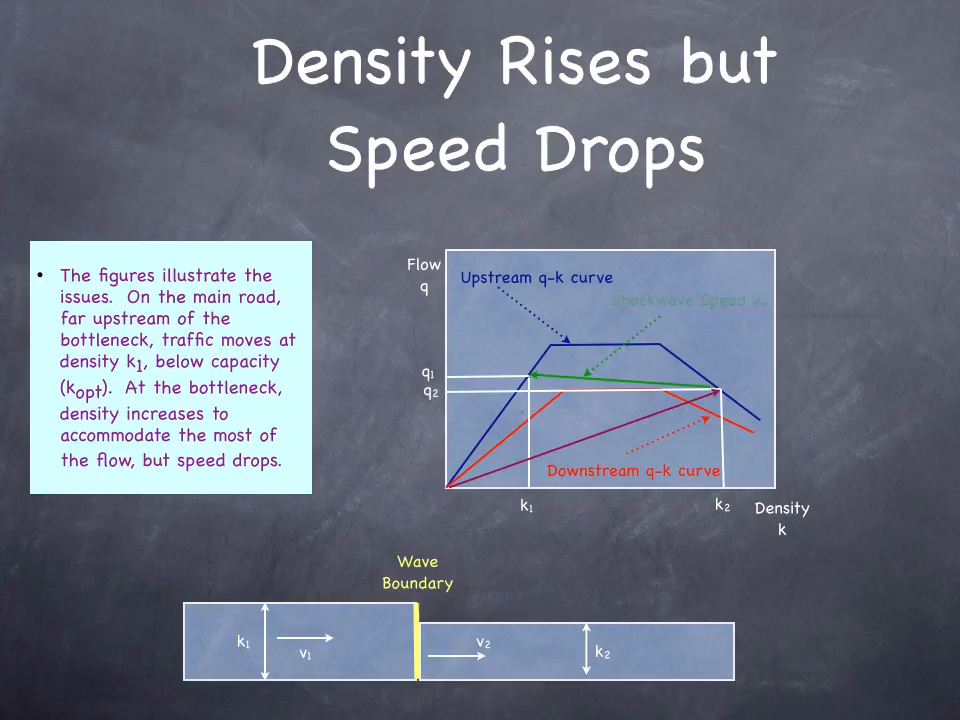 Density Rises but
Speed Drops
• The figures illustrate the
issues. On the main road,
far upstream of the
bottleneck, traffic moves at
density k1, below capacity
(kopt). At the bottleneck,
density increases to
accommodate the most of
the flow, but speed drops.
Flow
q
Upstream q-k curve
Shockwave Speed vw
q1
q2
Downstream q-k curve
k1
k2
Density
k
Wave
Boundary
k1
v1
v2
k2